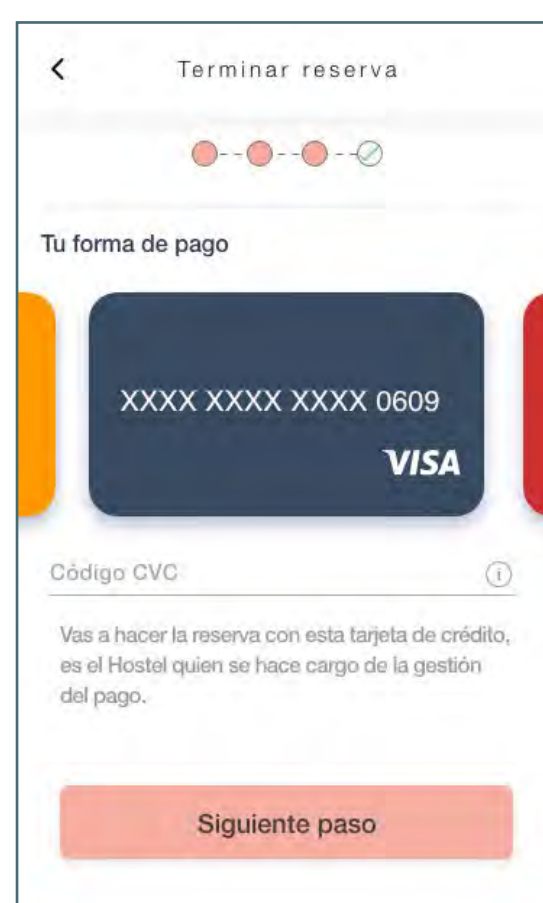 Terminar reserva
Tu forma de pago
XXXX XXXX XXXX 0609
VISA
Código CVC
i
Vas a hacer la reserva con esta tarjeta de crédito,
es el Hostel quien se hace cargo de la gestión
del pago.
Siguiente paso